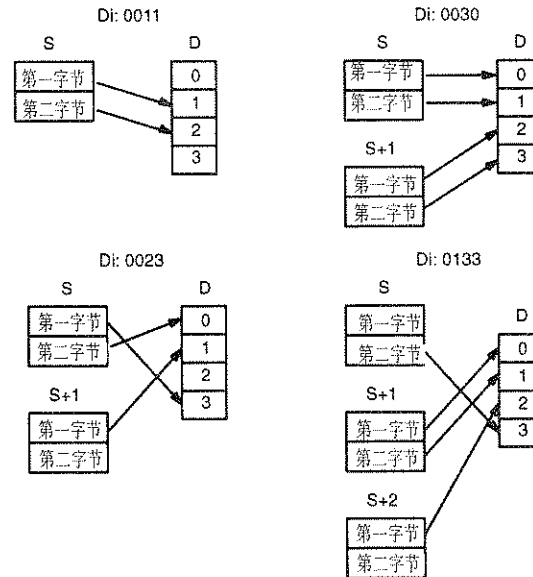 Di: 0011
S
D
第一字节
第二字节
0
1
2
3
Di: 0030
S
D
第一字节
第二字节
S+1
第一字节
第二字节
0
1
2
3
Di: 0023
S
D
第一字节
第二字节
S+1
第一字节
第二字节
0
1
2
3
Di: 0133
S
D
第一字节
第二字节
S+1
第一字节
第二字节
S+2
第一字节
第二字节
0
1
2
3